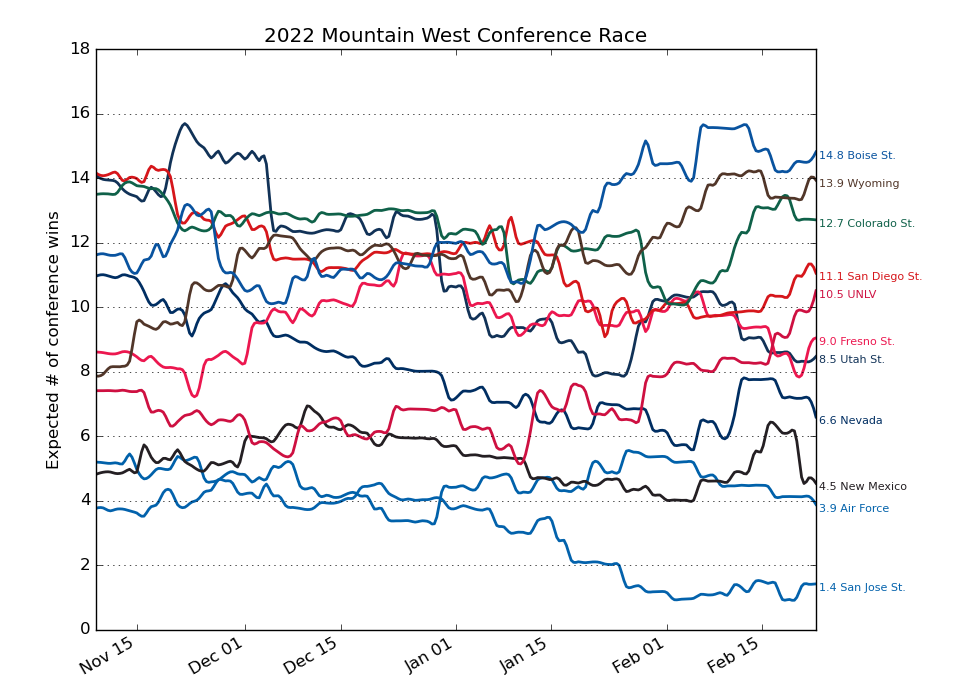 2022 Mountain West Conference Race
Expected # of conference wins
18
16
14
12
10
8
6
4
2
0
14.8 Boise St.
13.9 Wyoming
12.7 Colorado St.
11.1 San Diego St.
10.5 UNLV
9.0 Fresno St.
8.5 Utah St.
6.6 Nevada
4.5 New Mexico
3.9 Air Force
1.4 San Jose St.
Nov 15
Dec 01
Dec 15
Jan 01
Jan 15
Feb 01
Feb 15